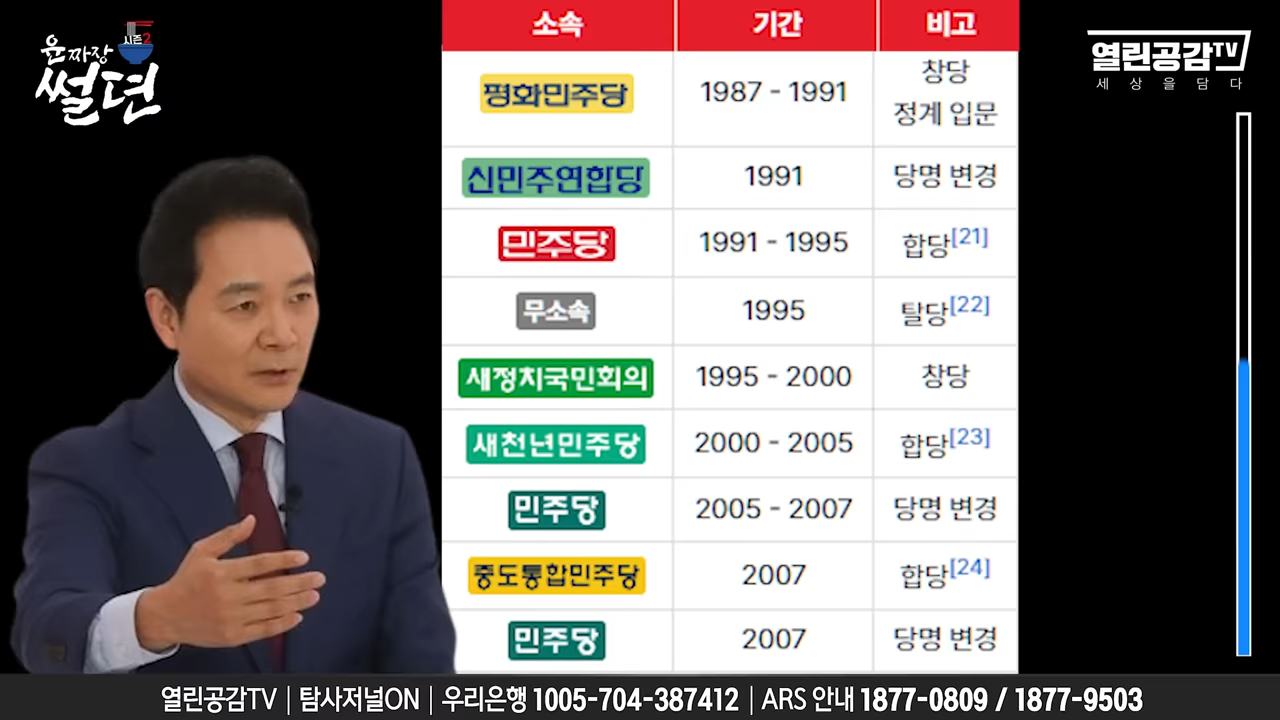 윤짜장
시즌2
썰뎐
열린공감TV
세상을담다
소속 기간 비고
평화민주당 1987 - 1991 창당
정계 입문
신민주연합당 1991 당명 변경
민주당 1991 - 1995 합당[21]
무소속 1995 탈당[22]
새정치국민회의 1995 - 2000 창당
새천년민주당 2000 - 2005 합당[23]
민주당 2005 - 2007 당명 변경
중도통합민주당 2007 합당[24]
민주당 2007 당명 변경
열린공감TV | 탐사저널ON | 우리은행 1005-704-387412 | ARS 안내 1877-0809 / 1877-9503